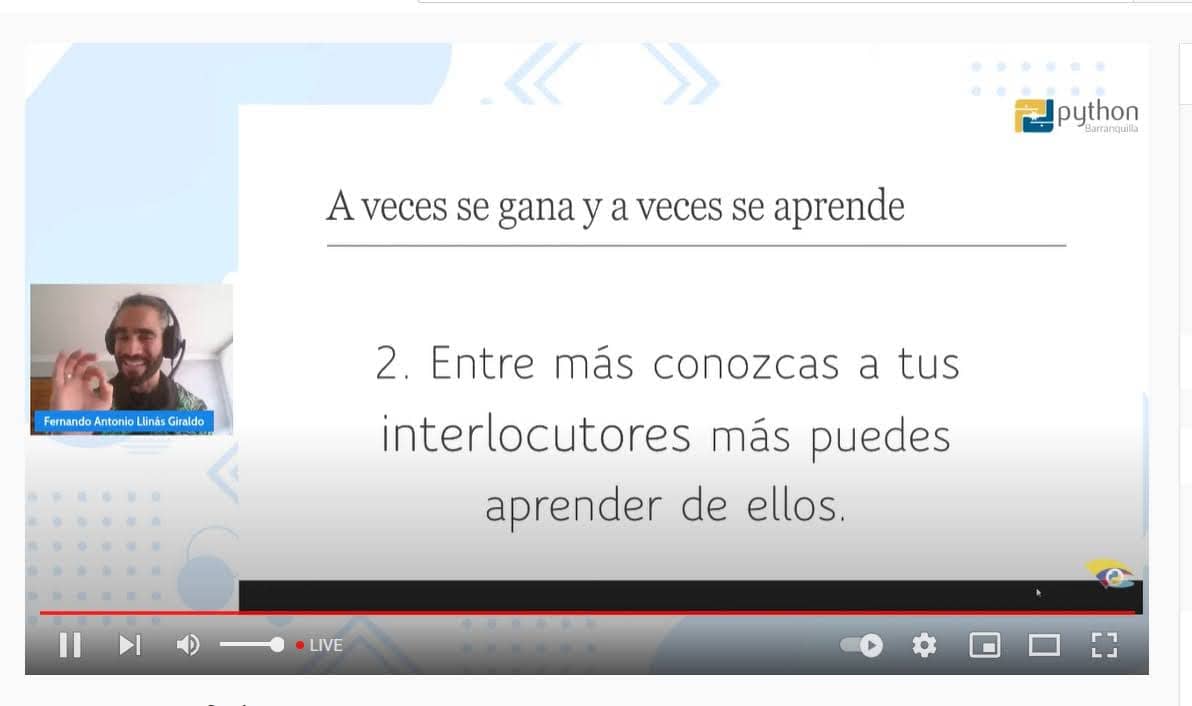 python
Barranquilla
A veces se gana y a veces se aprende
2. Entre más conozcas a tus
interlocutores más puedes
aprender de ellos.
Fernando Antonio Llinás Giraldo
LIVE